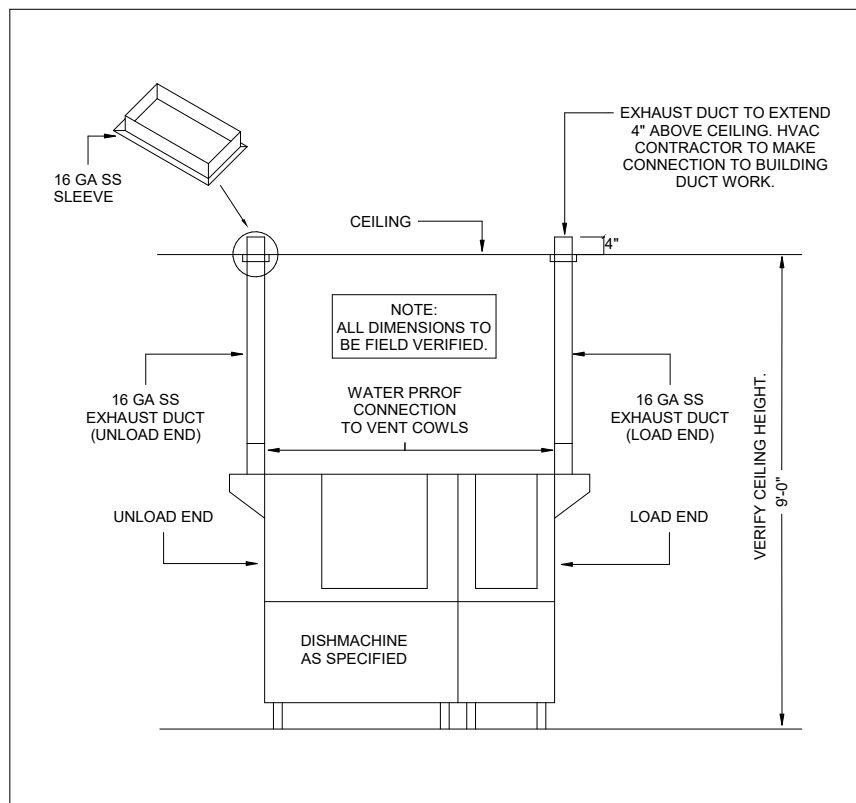 EXHAUST DUCT TO EXTEND
4" ABOVE CEILING. HVAC
CONTRACTOR TO MAKE
CONNECTION TO BUILDING
DUCT WORK.
16 GA SS
SLEEVE
CEILING
4"
NOTE:
ALL DIMENSIONS TO
BE FIELD VERIFIED.
16 GA SS
EXHAUST DUCT
(UNLOAD END)
WATER PRROF
CONNECTION
TO VENT COWLS
16 GA SS
EXHAUST DUCT
(LOAD END)
VERIFY CEILING HEIGHT.
9'-0"
UNLOAD END
LOAD END
DISHMACHINE
AS SPECIFIED